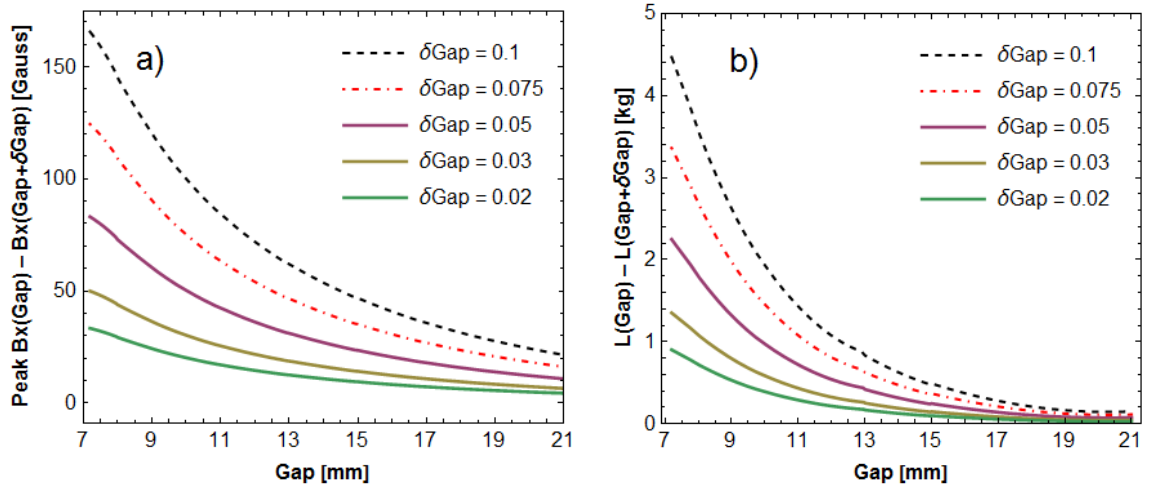 a)
Peak Bx(Gap) – Bx(Gap+δGap) [Gauss]
150
100
50
0
δGap = 0.1
δGap = 0.075
δGap = 0.05
δGap = 0.03
δGap = 0.02
7 9 11 13 15 17 19 21
Gap [mm]
b)
L(Gap) – L(Gap+δGap) [kg]
5
4
3
2
1
0
δGap = 0.1
δGap = 0.075
δGap = 0.05
δGap = 0.03
δGap = 0.02
7 9 11 13 15 17 19 21
Gap [mm]